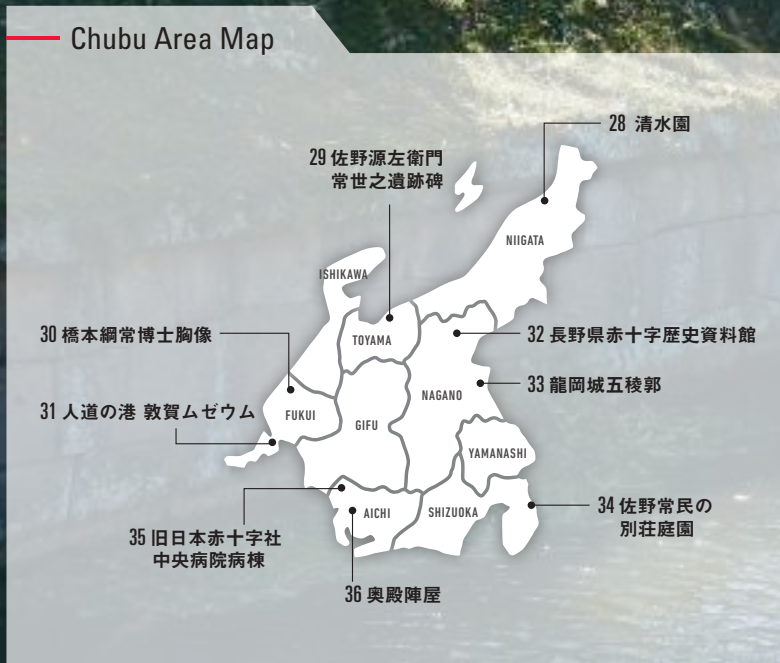 Chubu Area Map
28 清水園
29 佐野源左衛門
常世之遺跡碑
NIIGATA
ISHIKAWA
30 橋本綱常博士胸像
TOYAMA
32 長野県赤十字歴史資料館
33 龍岡城五稜郭
NAGANO
31 人道の港 敦賀ムゼウム
FUKUI
GIFU
YAMANASHI
34 佐野常民の
別荘庭園
35 旧日本赤十字社
中央病院病棟
AICHI
SHIZUOKA
36 奥殿陣屋